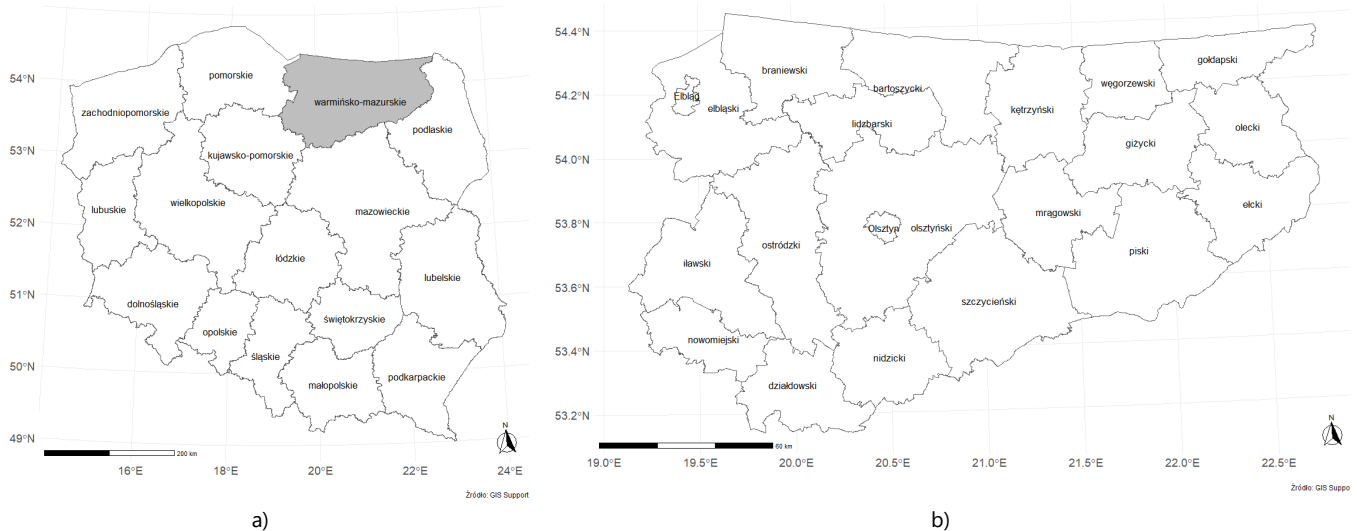 54°N
53°N
52°N
51°N
50°N
49°N
pomorskie
warmińsko-mazurskie
zachodniopomorskie
podlaskie
kujawsko-pomorskie
lubuskie
wielkopolskie
mazowieckie
łódzkie
lubelskie
dolnośląskie
opolskie
świętokrzyskie
śląskie
małopolskie
podkarpackie
N
200 km
16°E 18°E 20°E 22°E 24°E
Źródło: GIS Support
a)
54.4°N
54.2°N
54.0°N
53.8°N
53.6°N
53.4°N
53.2°N
gołdapski
braniewski
węgorzewski
bartoszycki
Elbląg
elbląski
kętrzyński
lidzbarski
olecki
giżycki
ełcki
mrągowski
Olsztyn
olsztyński
ostródzki
piski
iławski
szczycieński
nowomiejski
nidzicki
działdowski
N
60 km
19.0°E 19.5°E 20.0°E 20.5°E 21.0°E 21.5°E 22.0°E 22.5°E
Źródło: GIS Suppo
b)